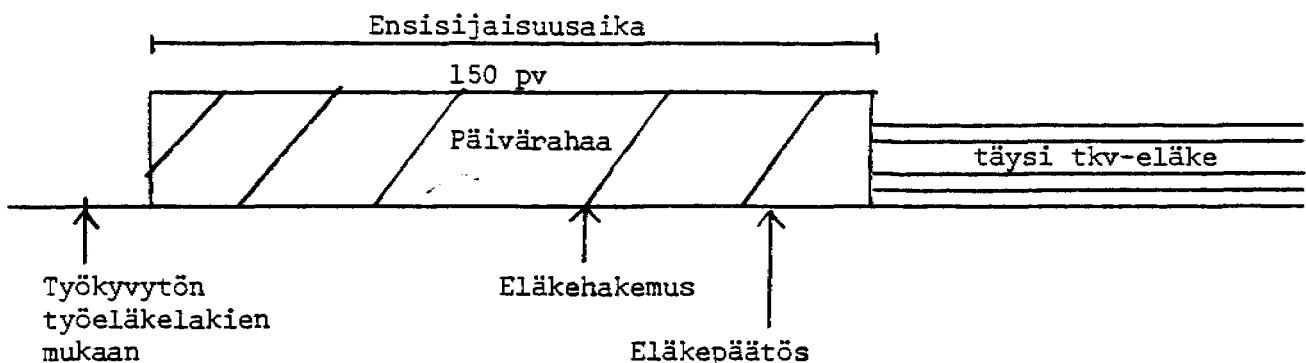 Ensisijaisuusaika
150 pv
Päivärahaa
täysi tkv-eläke
Työkyvytön
työeläkelakien
mukaan
Eläkehakemus
Eläkepäätös